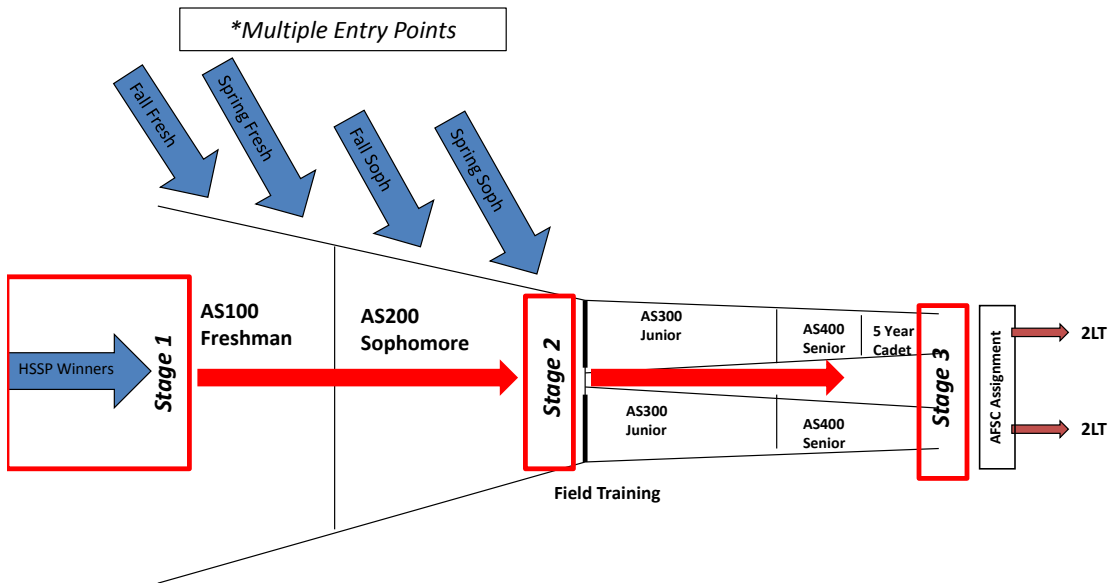 *Multiple Entry Points
Fall Fresh
Spring Fresh
Fall Soph
Spring Soph
HSSP Winners
Stage 1
AS100
Freshman
AS200
Sophomore
Stage 2
AS300
Junior
AS400
Senior
5 Year
Cadet
AS300
Junior
AS400
Senior
Field Training
Stage 3
AFSC Assignment
2LT
2LT